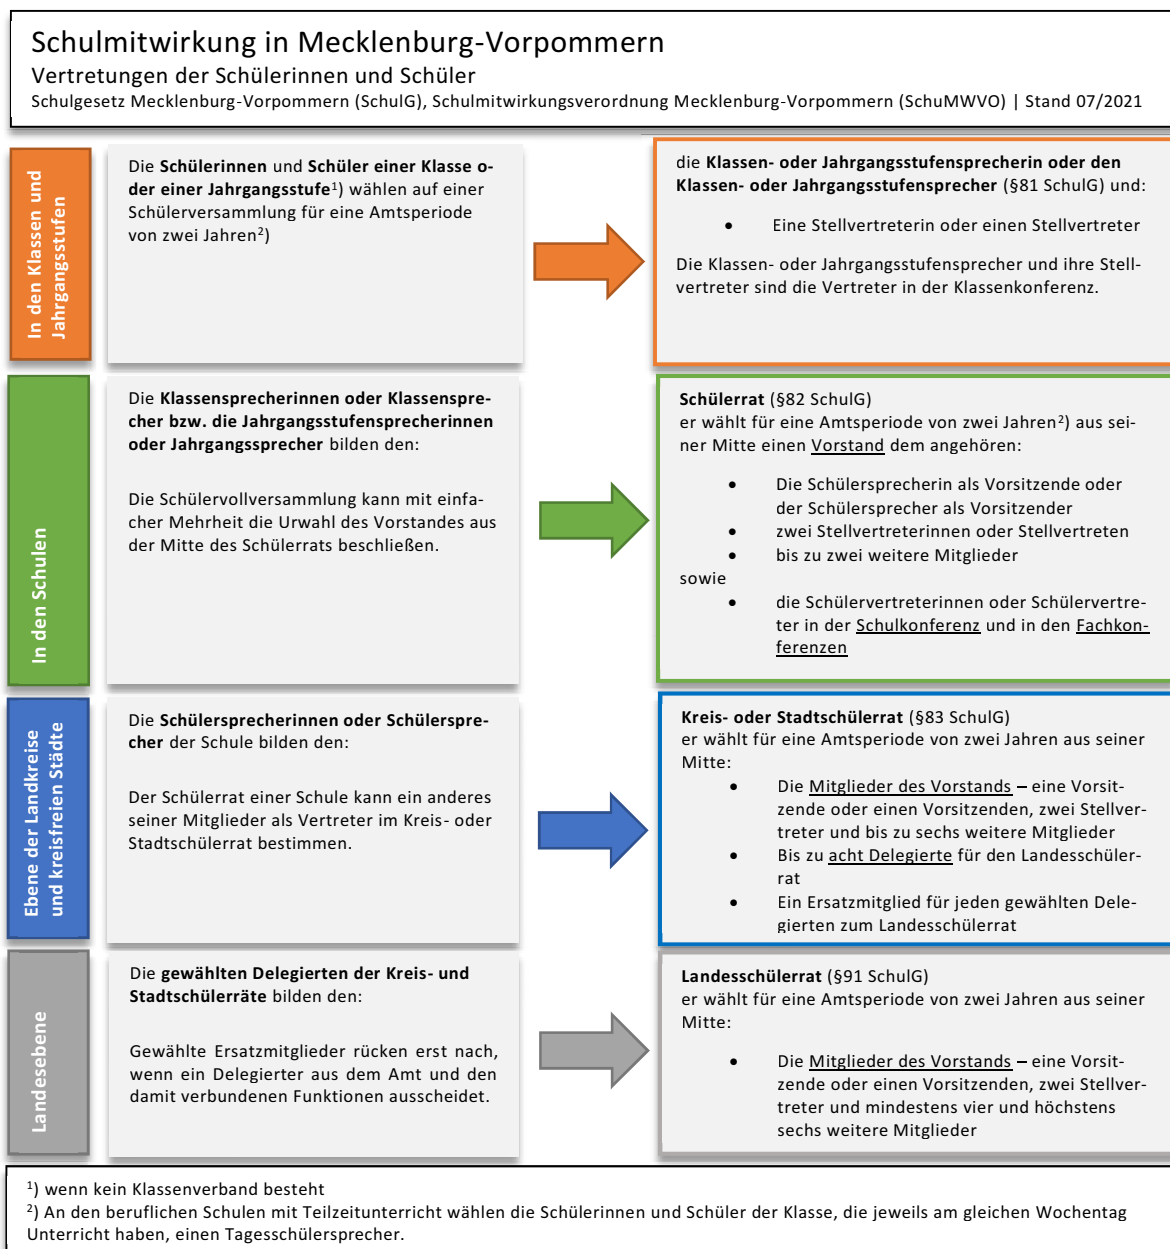 Schulmitwirkung in Mecklenburg-Vorpommern
Vertretungen der Schülerinnen und Schüler
Schulgesetz Mecklenburg-Vorpommern (SchulG), Schulmitwirkungsverordnung Mecklenburg-Vorpommern (SchuMWVO) | Stand 07/2021
In den Klassen und
Jahrgangsstufen
Die Schülerinnen und Schüler einer Klasse o-
der einer Jahrgangsstufe¹) wählen auf einer
Schülerversammlung für eine Amtsperiode
von zwei Jahren²)
die Klassen- oder Jahrgangsstufensprecherin oder den
Klassen- oder Jahrgangsstufensprecher (§81 SchulG) und:
• Eine Stellvertreterin oder einen Stellvertreter
Die Klassen- oder Jahrgangsstufensprecher und ihre Stell-
vertreter sind die Vertreter in der Klassenkonferenz.
In den Schulen
Die Klassensprecherinnen oder Klassenspre-
cher bzw. die Jahrgangsstufensprecherinnen
oder Jahrgangssprecher bilden den:
Die Schülervollversammlung kann mit einfa-
cher Mehrheit die Urwahl des Vorstandes aus
der Mitte des Schülerrats beschließen.
Schülerrat (§82 SchulG)
er wählt für eine Amtsperiode von zwei Jahren²) aus sei-
ner Mitte einen Vorstand dem angehören:
• Die Schülersprecherin als Vorsitzende oder
der Schülersprecher als Vorsitzender
• zwei Stellvertreterinnen oder Stellvertreten
• bis zu zwei weitere Mitglieder
sowie
• die Schülervertreterinnen oder Schülervertre-
ter in der Schulkonferenz und in den Fachkon-
ferenzen
Ebene der Landkreise
und kreisfreien Städte
Die Schülersprecherinnen oder Schülerspre-
cher der Schule bilden den:
Der Schülerrat einer Schule kann ein anderes
seiner Mitglieder als Vertreter im Kreis- oder
Stadtschülerrat bestimmen.
Kreis- oder Stadtschülerrat (§83 SchulG)
er wählt für eine Amtsperiode von zwei Jahren aus seiner
Mitte:
• Die Mitglieder des Vorstands – eine Vorsit-
zende oder einen Vorsitzenden, zwei Stellver-
treter und bis zu sechs weitere Mitglieder
• Bis zu acht Delegierte für den Landesschüler-
rat
• Ein Ersatzmitglied für jeden gewählten Dele-
gierten zum Landesschülerrat
Landesebene
Die gewählten Delegierten der Kreis- und
Stadtschülerräte bilden den:
Gewählte Ersatzmitglieder rücken erst nach,
wenn ein Delegierter aus dem Amt und den
damit verbundenen Funktionen ausscheidet.
Landesschülerrat (§91 SchulG)
er wählt für eine Amtsperiode von zwei Jahren aus seiner
Mitte:
• Die Mitglieder des Vorstands – eine Vorsit-
zende oder einen Vorsitzenden, zwei Stellver-
treter und mindestens vier und höchstens
sechs weitere Mitglieder
¹) wenn kein Klassenverband besteht
²) An den beruflichen Schulen mit Teilzeitunterricht wählen die Schülerinnen und Schüler der Klasse, die jeweils am gleichen Wochentag
Unterricht haben, einen Tagesschülersprecher.